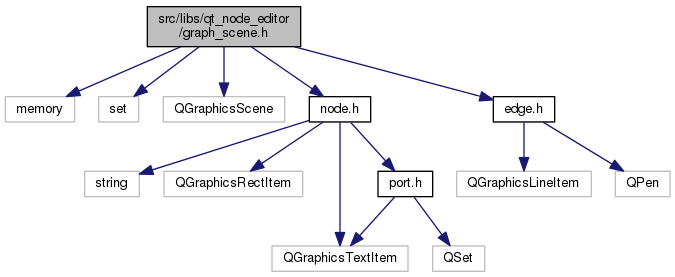 src/libs/qt_node_editor
/graph_scene.h
memory
set
QGraphicsScene
node.h
edge.h
string
QGraphicsRectItem
port.h
QGraphicsLineItem
QPen
QGraphicsTextItem
QSet